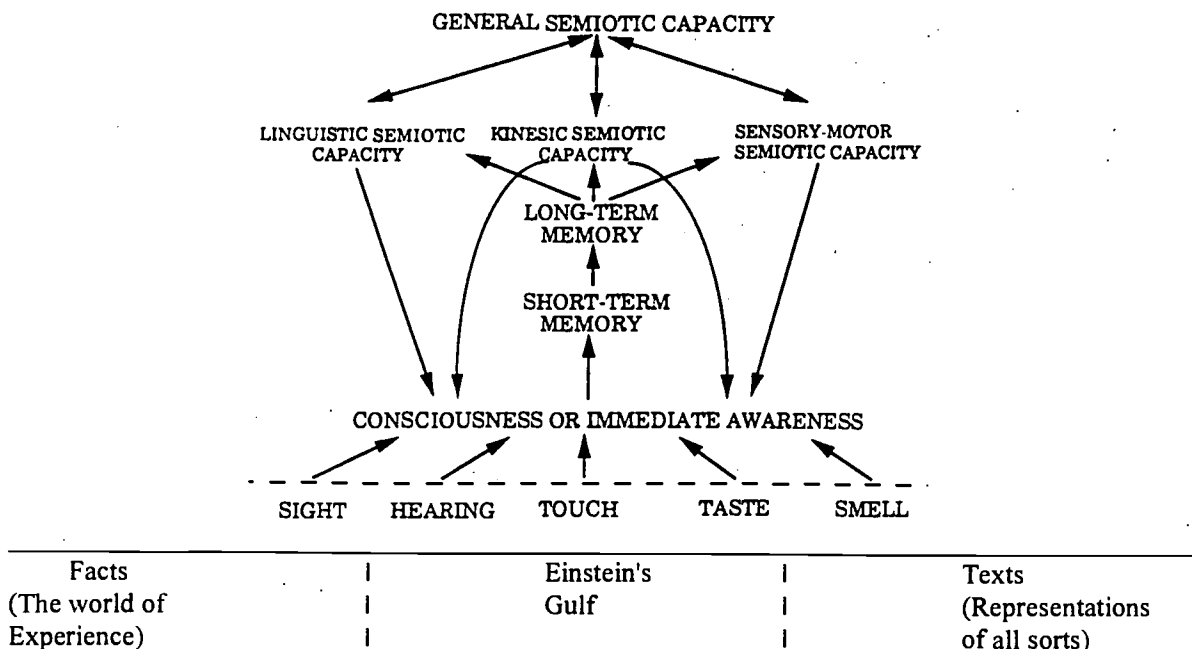 GENERAL SEMIOTIC CAPACITY
LINGUISTIC SEMIOTIC
CAPACITY
KINESIC SEMIOTIC
CAPACITY
SENSORY-MOTOR
SEMIOTIC CAPACITY
LONG-TERM
MEMORY
SHORT-TERM
MEMORY
CONSCIOUSNESS OR IMMEDIATE AWARENESS
SIGHT HEARING TOUCH TASTE SMELL
Facts
(The world of
Experience)
Einstein's
Gulf
Texts
(Representations
of all sorts)